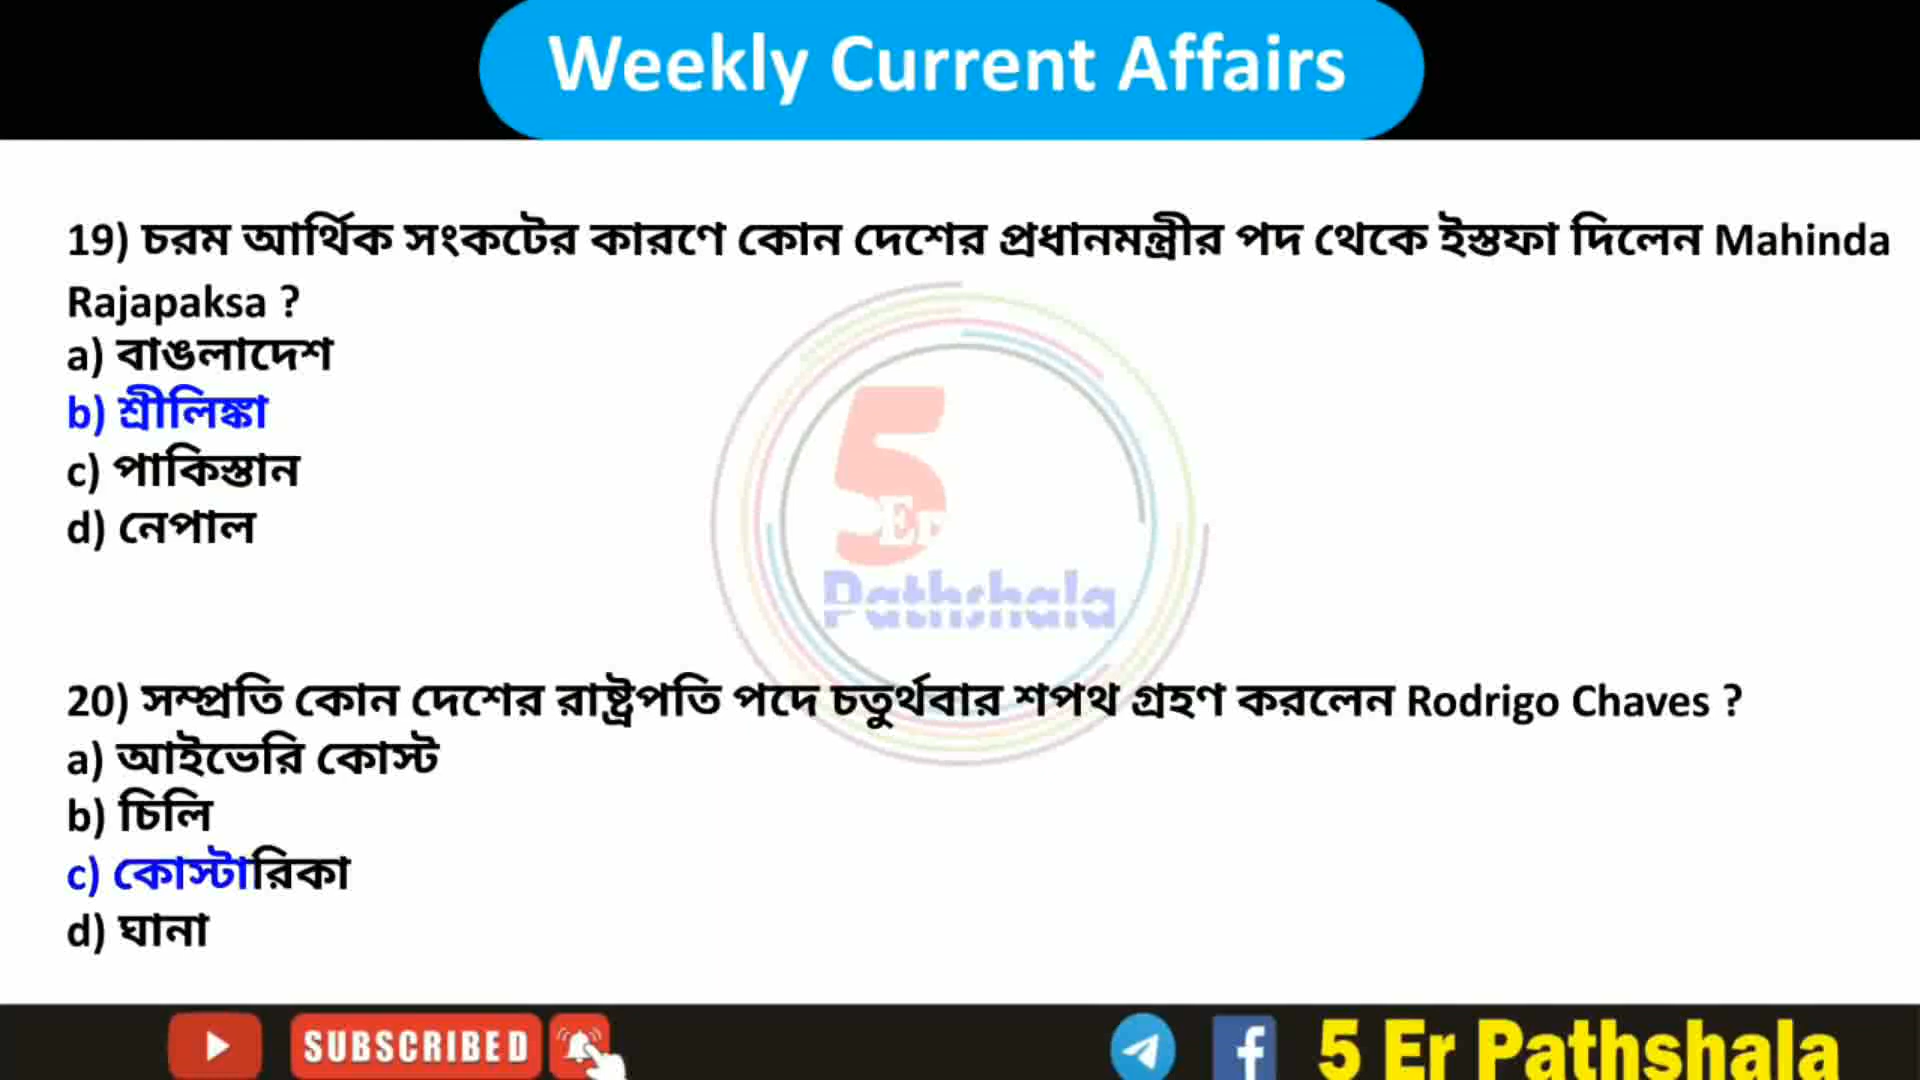 Weekly Current Affairs
19) চরম আর্থিক সংকটের কারণে কোন দেশের প্রধানমন্ত্রীর পদ থেকে ইস্তফা দিলেন Mahinda
Rajapaksa ?
a) বাঙলাদেশ
b) শ্রীলিঙ্কা
c) পাকিস্তান
d) নেপাল
5
Er
Pathshala
20) সম্প্রতি কোন দেশের রাষ্ট্রপতি পদে চতুর্থবার শপথ গ্রহণ করলেন Rodrigo Chaves ?
a) আইভেরি কোস্ট
b) চিলি
c) কোস্টারিকা
d) ঘানা
SUBSCRIBED
5 Er Pathshala